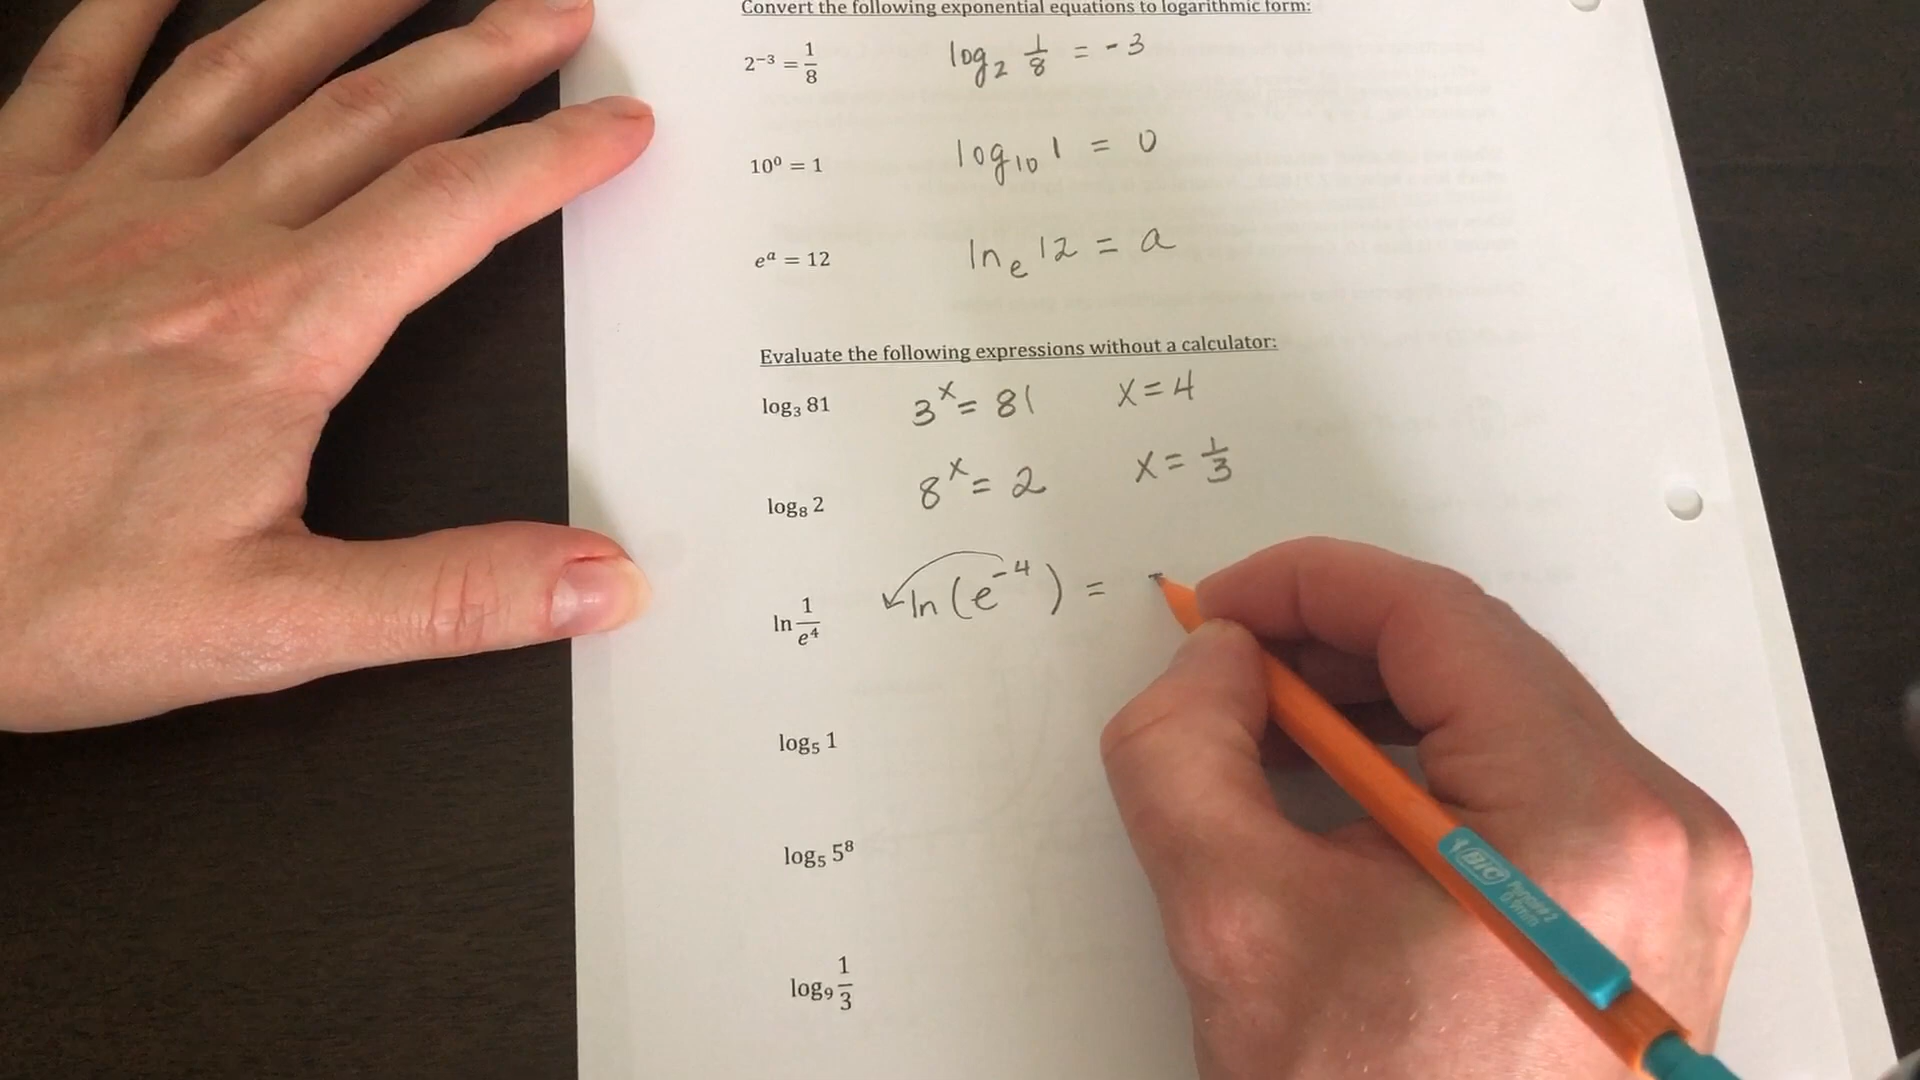 Convert the following exponential equations to logarithmic form:
2⁻³ = 1/8 log₂ 1/8 = -3
10⁰ = 1 log₁₀ 1 = 0
eᵃ = 12 lnₑ 12 = a
Evaluate the following expressions without a calculator:
log₃ 81 3ˣ = 81 x = 4
log₈ 2 8ˣ = 2 x = 1/3
ln 1/e⁴ ln(e⁻⁴) =
log₅ 1
log₅ 5⁸
log₉ 1/3
BIC
0.9mm